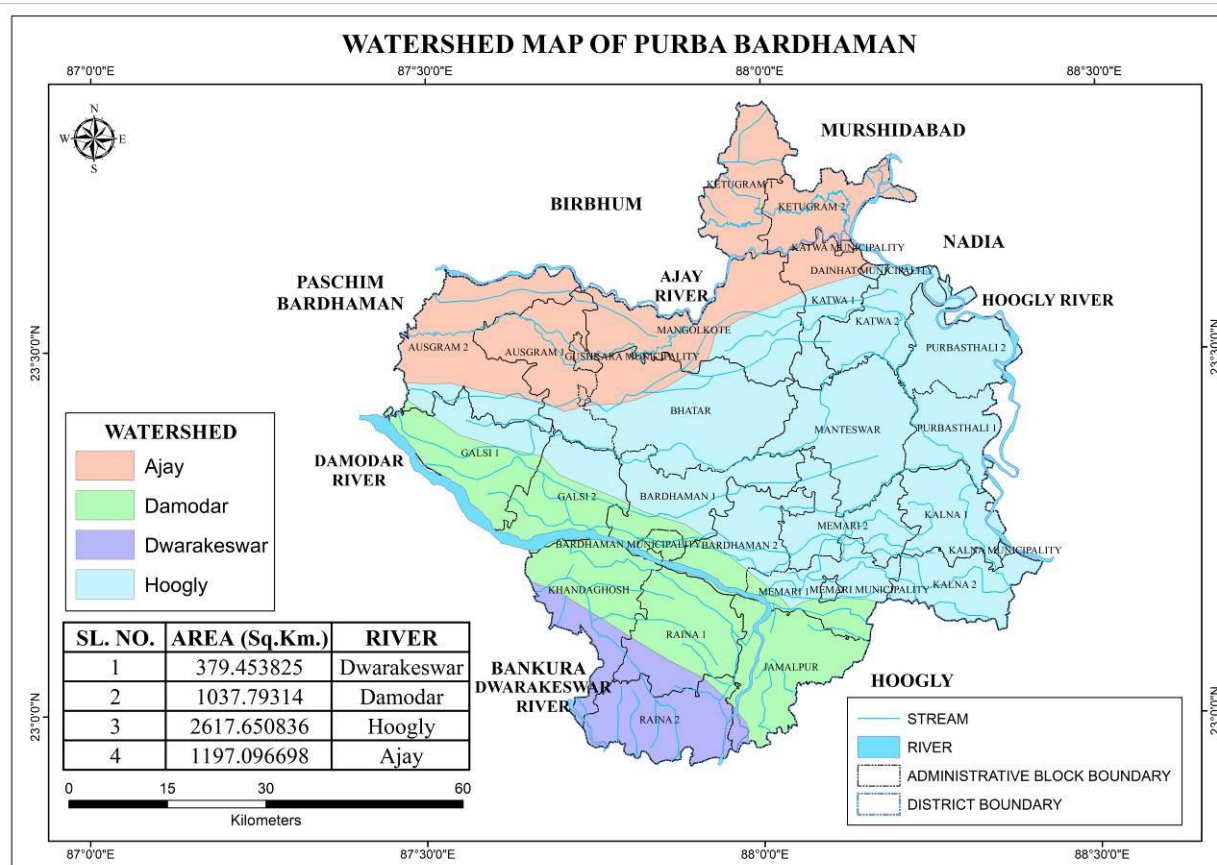 WATERSHED MAP OF PURBA BARDHAMAN
87°0'0"E
87°30'0"E
88°0'0"E
88°30'0"E
N
W
E
S
MURSHIDABAD
BIRBHUM
NADIA
PASCHIM
BARDHAMAN
AJAY
RIVER
HOOGLY RIVER
KETUGRAM 1
KETUGRAM 2
KATWA MUNICIPALITY
DAINHAT MUNICIPALITY
KATWA 1
KATWA 2
MANGOLKOTE
AUSGRAM 2
AUSGRAM 1
GUSHKARA MUNICIPALITY
PURBASTHALI 2
BHATAR
MANTESWAR
PURBASTHALI 1
23°30'0"N
23°30'0"N
DAMODAR
RIVER
GALSI 1
GALSI 2
BARDHAMAN 1
BARDHAMAN MUNICIPALITY
BARDHAMAN 2
MEMARI 2
KALNA 1
KALNA MUNICIPALITY
KALNA 2
MEMARI 1
MEMARI MUNICIPALITY
KHANDAGHOSH
RAINA 1
JAMALPUR
RAINA 2
BANKURA
DWARAKESWAR
RIVER
HOOGLY
WATERSHED
Ajay
Damodar
Dwarakeswar
Hoogly
SL. NO. AREA (Sq.Km.) RIVER
1 379.453825 Dwarakeswar
2 1037.79314 Damodar
3 2617.650836 Hoogly
4 1197.096698 Ajay
0 15 30 60
Kilometers
23°0'0"N
23°0'0"N
STREAM
RIVER
ADMINISTRATIVE BLOCK BOUNDARY
DISTRICT BOUNDARY
87°0'0"E
87°30'0"E
88°0'0"E
88°30'0"E